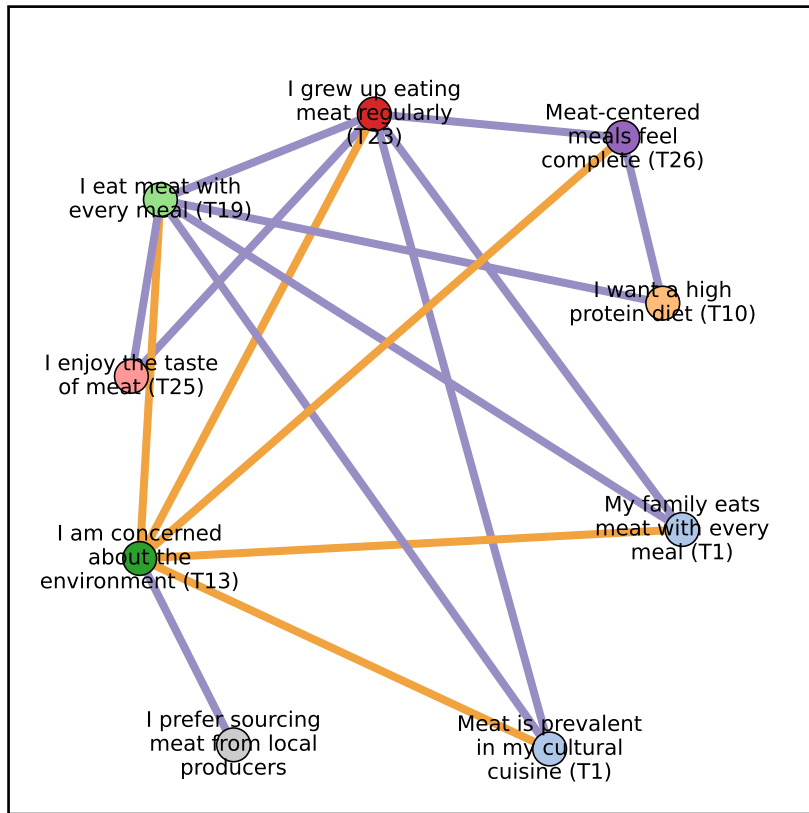 I grew up eating
meat regularly
(T23)
Meat-centered
meals feel
complete (T26)
I eat meat with
every meal (T19)
I want a high
protein diet (T10)
I enjoy the taste
of meat (T25)
My family eats
meat with every
meal (T1)
I am concerned
about the
environment (T13)
I prefer sourcing
meat from local
producers
Meat is prevalent
in my cultural
cuisine (T1)